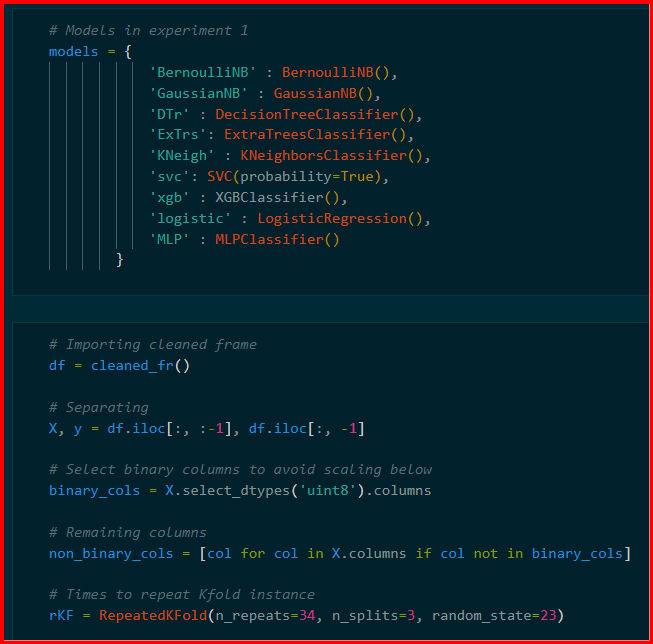 # Models in experiment 1
models = {
'BernoulliNB' : BernoulliNB(),
'GaussianNB' : GaussianNB(),
'DTr' : DecisionTreeClassifier(),
'ExTrs': ExtraTreesClassifier(),
'KNeigh' : KNeighborsClassifier(),
'svc': SVC(probability=True),
'xgb' : XGBClassifier(),
'logistic' : LogisticRegression(),
'MLP' : MLPClassifier()
}
# Importing cleaned frame
df = cleaned_fr()
# Separating
X, y = df.iloc[:, :-1], df.iloc[:, -1]
# Select binary columns to avoid scaling below
binary_cols = X.select_dtypes('uint8').columns
# Remaining columns
non_binary_cols = [col for col in X.columns if col not in binary_cols]
# Times to repeat Kfold instance
rKF = RepeatedKFold(n_repeats=34, n_splits=3, random_state=23)